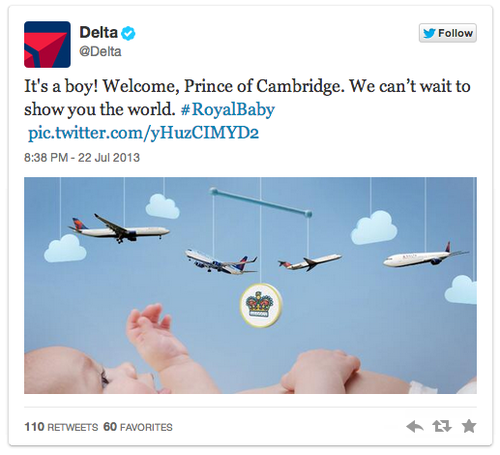 Delta
@Delta
Follow
It's a boy! Welcome, Prince of Cambridge. We can't wait to
show you the world. #RoyalBaby
pic.twitter.com/yHuzCIMYD2
8:38 PM - 22 Jul 2013
110 RETWEETS 60 FAVORITES